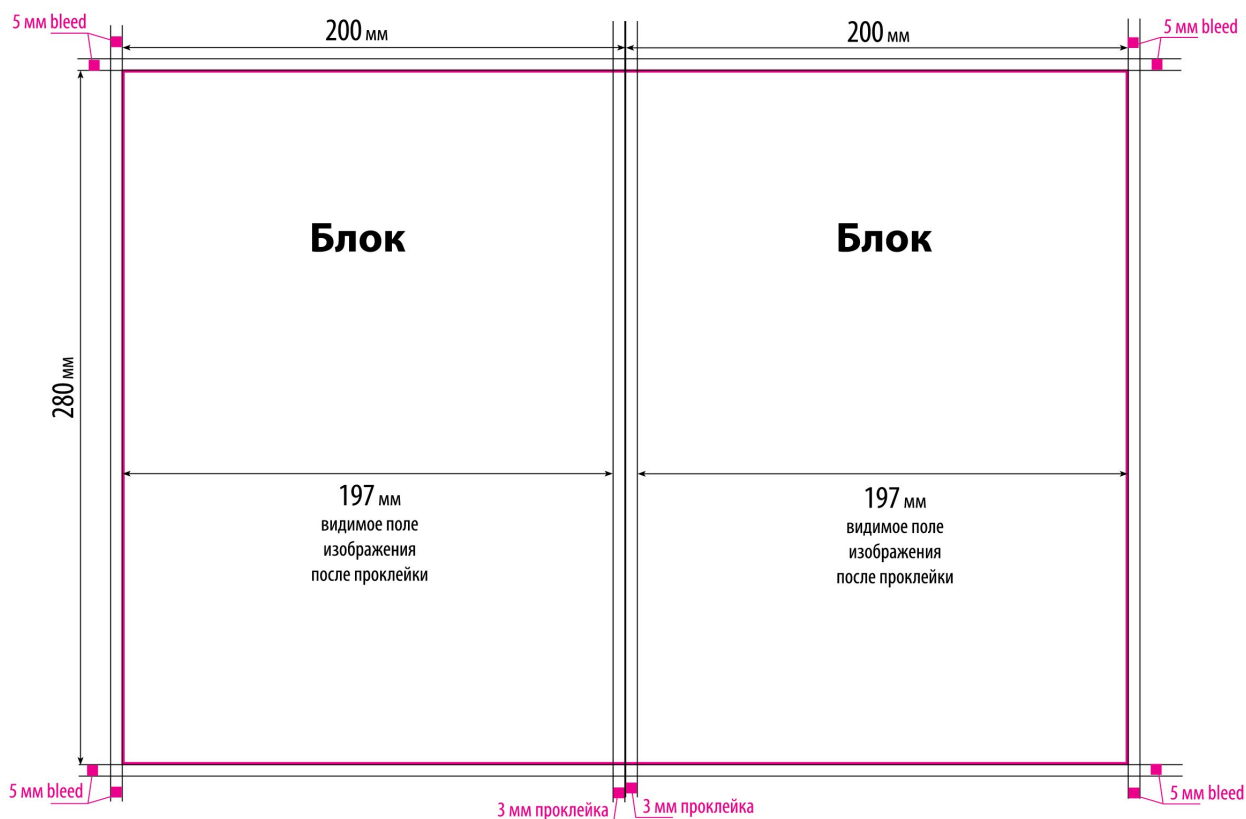 5 мм bleed
200 мм
200 мм
5 мм bleed
Блок
Блок
280 мм
197 мм
видимое поле
изображения
после проклейки
197 мм
видимое поле
изображения
после проклейки
5 мм bleed
3 мм проклейка
3 мм проклейка
5 мм bleed